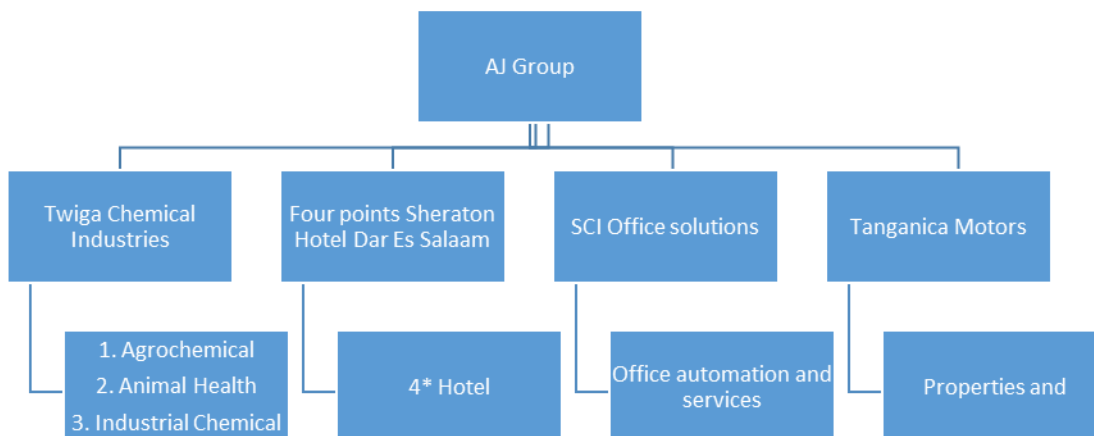 AJ Group
Twiga Chemical
Industries
Four points Sheraton
Hotel Dar Es Salaam
SCI Office solutions
Tanganica Motors
1. Agrochemical
2. Animal Health
3. Industrial Chemical
4* Hotel
Office automation and
services
Properties and